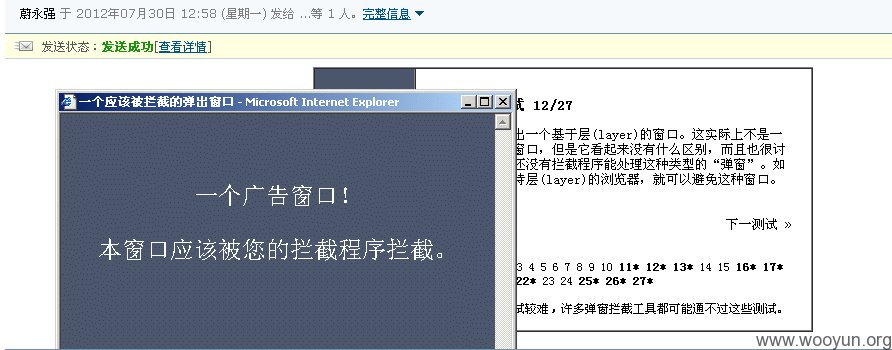 蔚永强 于 2012年07月30日 12:58 (星期一) 发给 ...等 1 人。完整信息
发送状态：发送成功[查看详情]
一个应该被拦截的弹出窗口 - Microsoft Internet Explorer
一个广告窗口！
本窗口应该被您的拦截程序拦截。
式 12/27
出一个基于层(layer)的窗口。这实际上不是一
窗口，但是它看起来没有什么区别，而且也很讨
还没有拦截程序能处理这种类型的“弹窗”。如
持层(layer)的浏览器，就可以避免这种窗口。
下一测试 »
3 4 5 6 7 8 9 10 11* 12* 13* 14 15 16* 17*
22* 23 24 25* 26* 27*
试较难，许多弹窗拦截工具都可能通不过这些测试。
www.wooyun.org